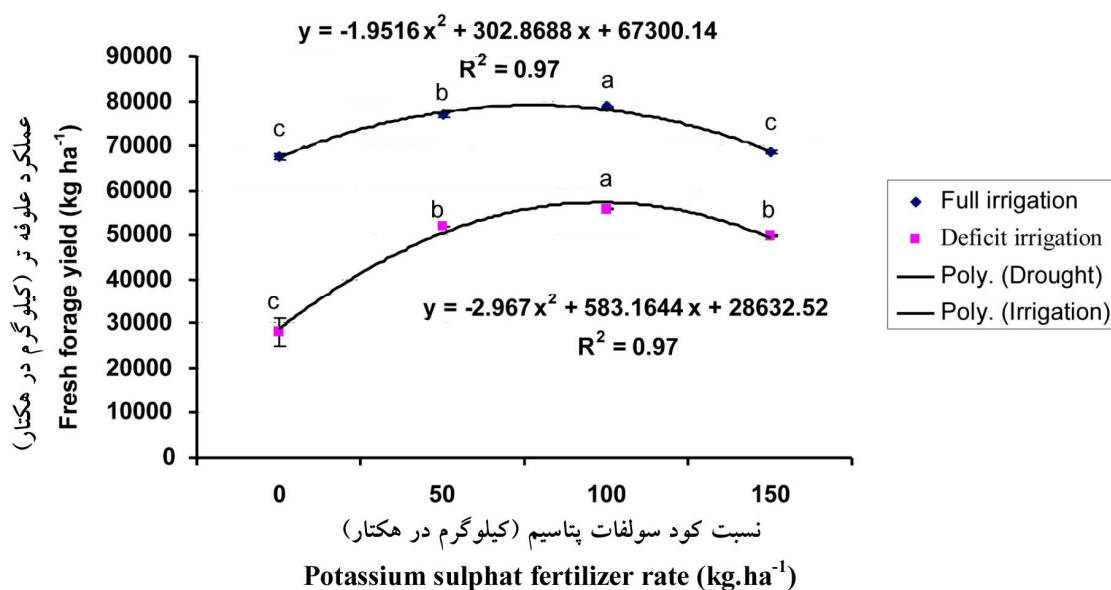 y = -1.9516 x² + 302.8688 x + 67300.14
R² = 0.97
90000
80000
70000
60000
50000
40000
30000
20000
10000
0
c
b
a
c
c
b
a
b
y = -2.967 x² + 583.1644 x + 28632.52
R² = 0.97
عملکرد علوفه تر (کیلوگرم در هکتار)
Fresh forage yield (kg ha⁻¹)
0 50 100 150
نسبت کود سولفات پتاسیم (کیلوگرم در هکتار)
Potassium sulphat fertilizer rate (kg.ha⁻¹)
Full irrigation
Deficit irrigation
Poly. (Drought)
Poly. (Irrigation)